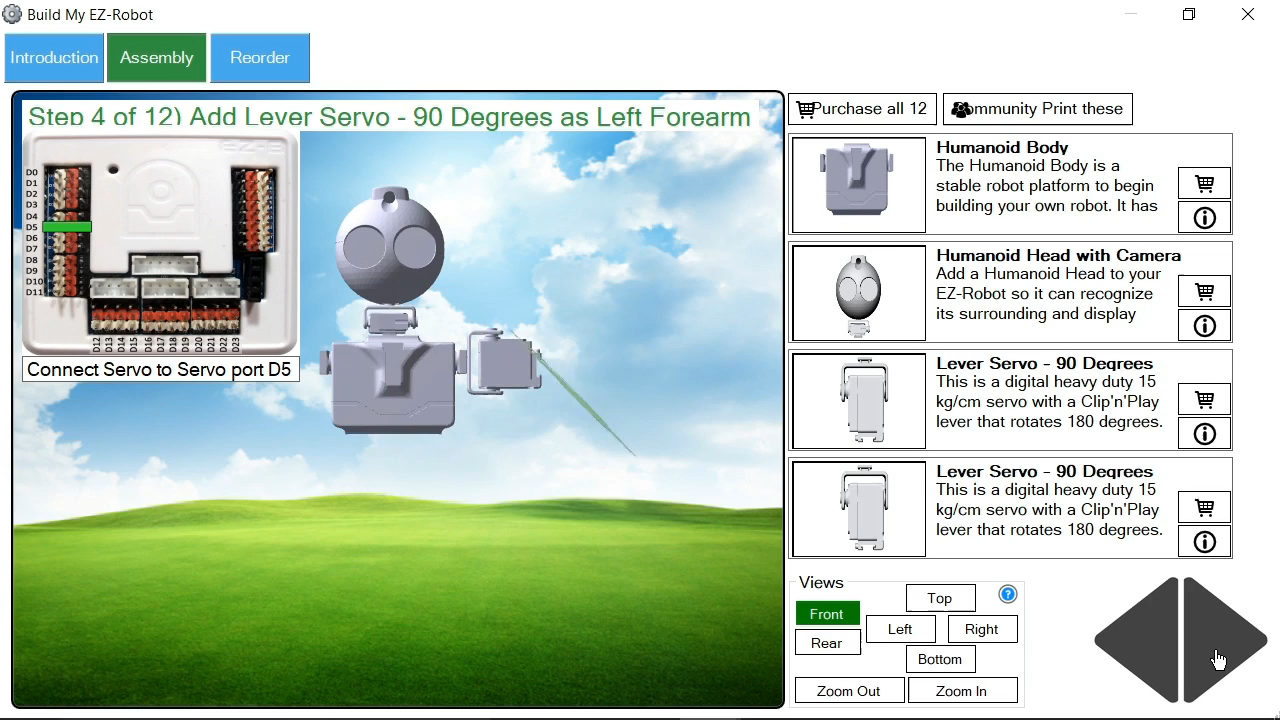 Build My EZ-Robot
Introduction
Assembly
Reorder
Step 4 of 12) Add Lever Servo - 90 Degrees as Left Forearm
EZ-B
D0
D1
D2
D3
D4
D5
D6
D7
D8
D9
D10
D11
D12 D13 D14 D15 D16 D17 D18 D19 D20 D21 D22 D23
Connect Servo to Servo port D5
Purchase all 12
mmunity Print these
Humanoid Body
The Humanoid Body is a
stable robot platform to begin
building your own robot. It has
Humanoid Head with Camera
Add a Humanoid Head to your
EZ-Robot so it can recognize
its surrounding and display
Lever Servo - 90 Degrees
This is a digital heavy duty 15
kg/cm servo with a Clip'n'Play
lever that rotates 180 degrees.
Lever Servo - 90 Degrees
This is a digital heavy duty 15
kg/cm servo with a Clip'n'Play
lever that rotates 180 degrees.
Views
Top
Front
Left
Right
Rear
Bottom
Zoom Out
Zoom In